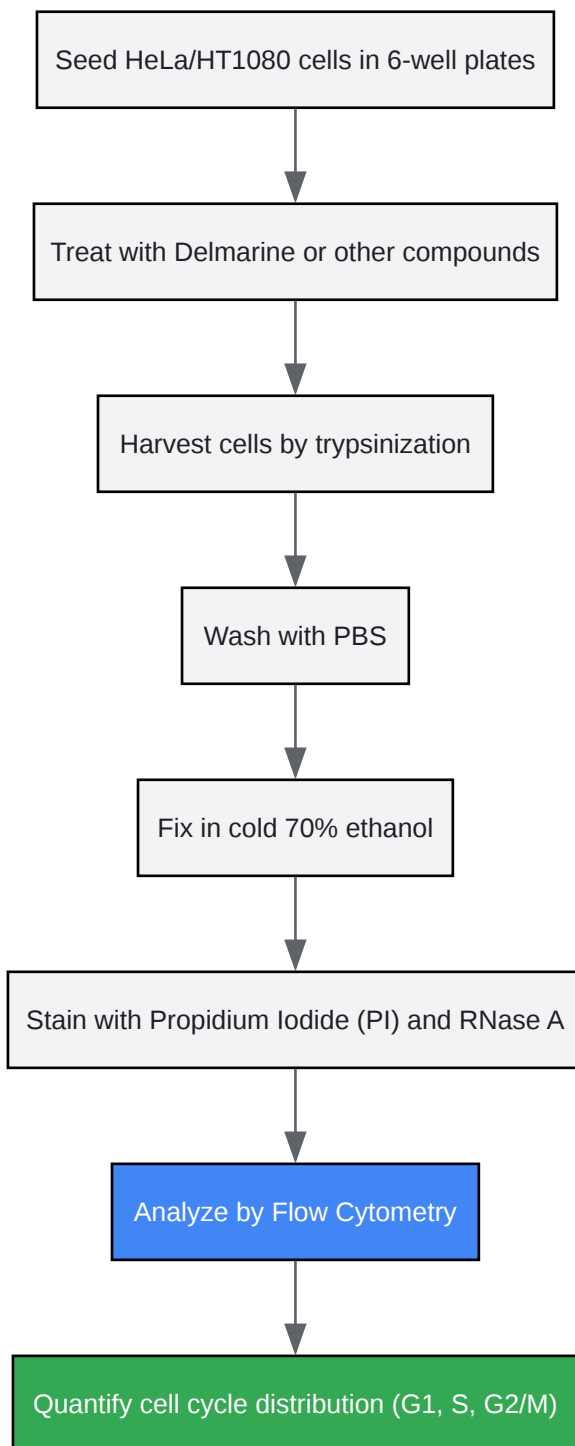 Seed HeLa/HT1080 cells in 6-well plates
Treat with Delmarine or other compounds
Harvest cells by trypsinization
Wash with PBS
Fix in cold 70% ethanol
Stain with Propidium Iodide (PI) and RNase A
Analyze by Flow Cytometry
Quantify cell cycle distribution (G1, S, G2/M)